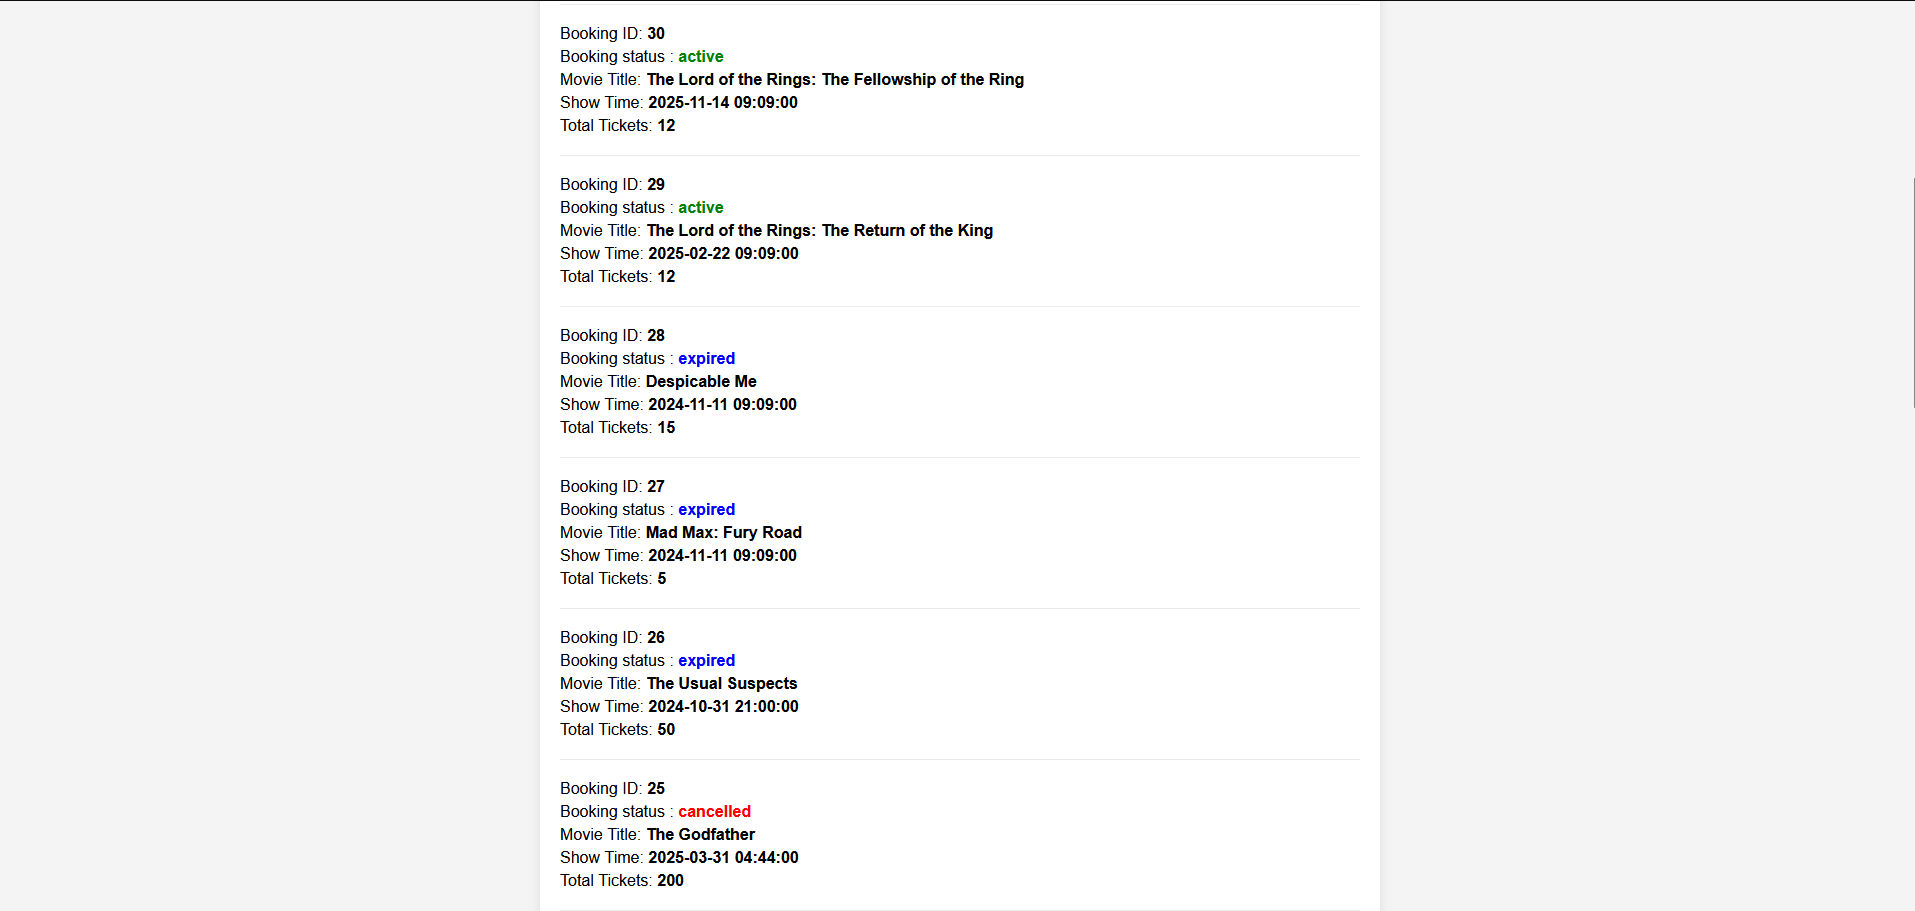 Booking ID: 30
Booking status : active
Movie Title: The Lord of the Rings: The Fellowship of the Ring
Show Time: 2025-11-14 09:09:00
Total Tickets: 12
Booking ID: 29
Booking status : active
Movie Title: The Lord of the Rings: The Return of the King
Show Time: 2025-02-22 09:09:00
Total Tickets: 12
Booking ID: 28
Booking status : expired
Movie Title: Despicable Me
Show Time: 2024-11-11 09:09:00
Total Tickets: 15
Booking ID: 27
Booking status : expired
Movie Title: Mad Max: Fury Road
Show Time: 2024-11-11 09:09:00
Total Tickets: 5
Booking ID: 26
Booking status : expired
Movie Title: The Usual Suspects
Show Time: 2024-10-31 21:00:00
Total Tickets: 50
Booking ID: 25
Booking status : cancelled
Movie Title: The Godfather
Show Time: 2025-03-31 04:44:00
Total Tickets: 200